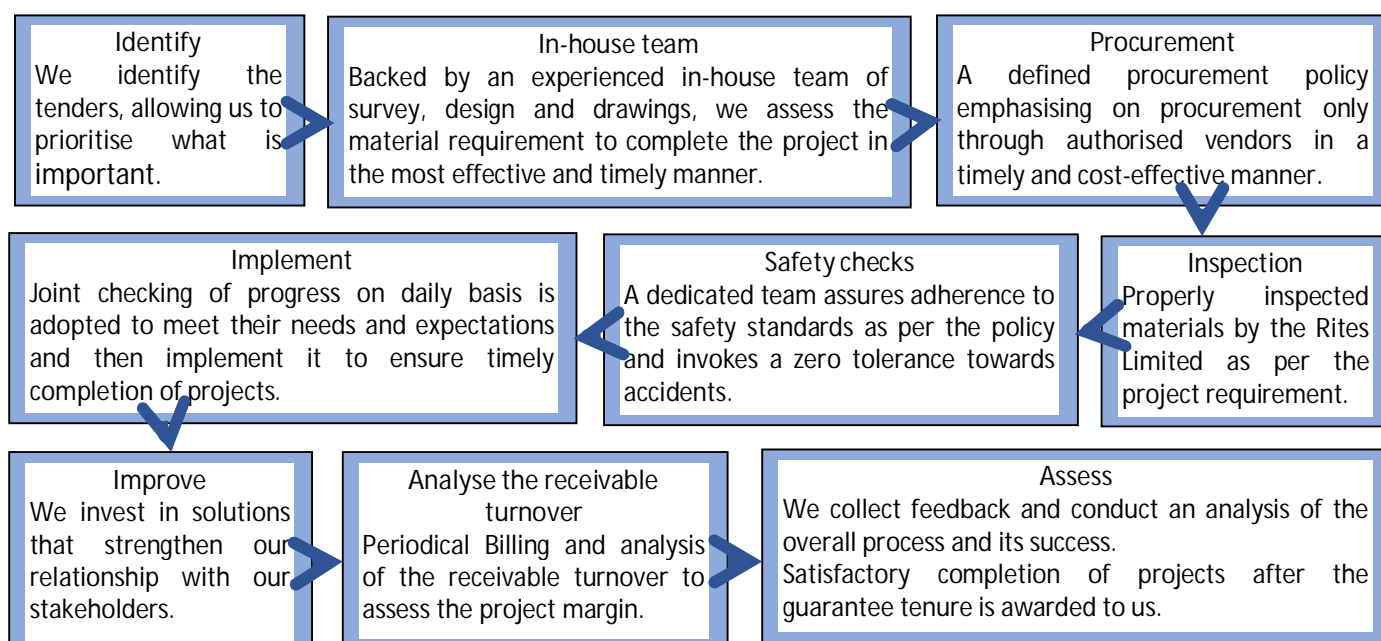 Identify
We identify the
tenders, allowing us to
prioritise what is
important.
In-house team
Backed by an experienced in-house team of
survey, design and drawings, we assess the
material requirement to complete the project in
the most effective and timely manner.
Procurement
A defined procurement policy
emphasising on procurement only
through authorised vendors in a
timely and cost-effective manner.
Inspection
Properly inspected
materials by the Rites
Limited as per the
project requirement.
Safety checks
A dedicated team assures adherence to
the safety standards as per the policy
and invokes a zero tolerance towards
accidents.
Implement
Joint checking of progress on daily basis is
adopted to meet their needs and expectations
and then implement it to ensure timely
completion of projects.
Improve
We invest in solutions
that strengthen our
relationship with our
stakeholders.
Analyse the receivable
turnover
Periodical Billing and analysis
of the receivable turnover to
assess the project margin.
Assess
We collect feedback and conduct an analysis of the
overall process and its success.
Satisfactory completion of projects after the
guarantee tenure is awarded to us.